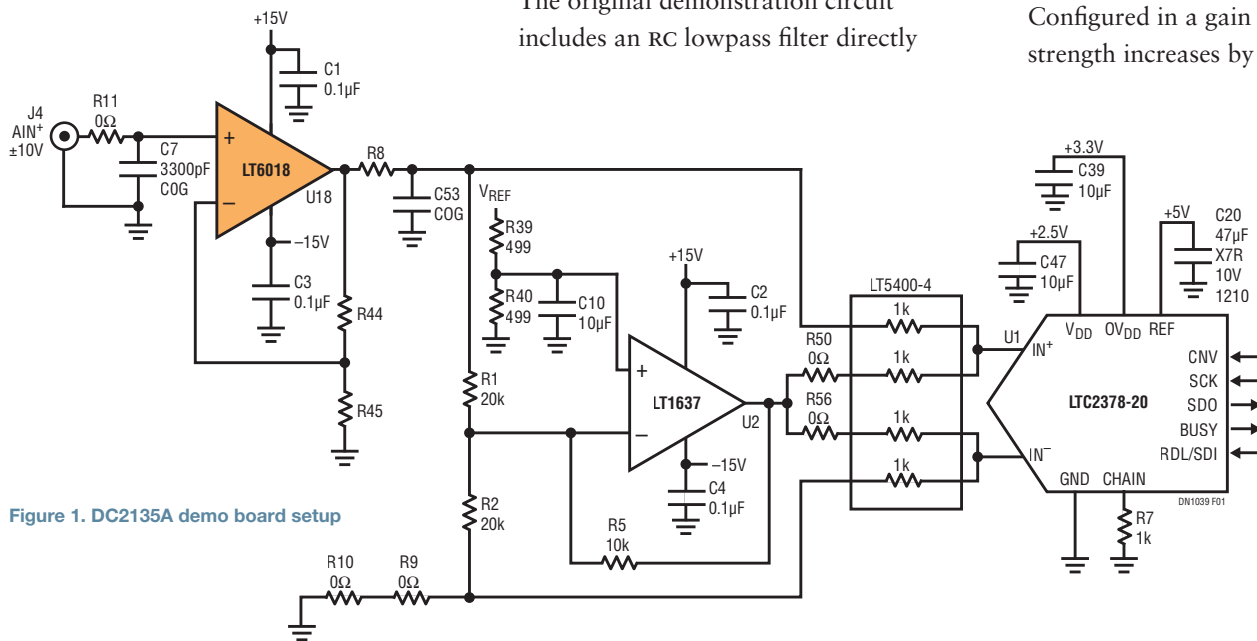 The original demonstration circuit
includes an RC lowpass filter directly
Configured in a gain
strength increases by
+15V
C1
0.1µF
J4
AIN+
±10V
R11
0Ω
C7
3300pF
COG
+
–
LT6018
U18
–15V
C3
0.1µF
R44
R45
R8
C53
COG
VREF
R39
499
R40
499
C10
10µF
R1
20k
R2
20k
+15V
C2
0.1µF
+
–
LT1637
U2
–15V
C4
0.1µF
R5
10k
R10
0Ω
R9
0Ω
R50
0Ω
R56
0Ω
LT5400-4
1k
1k
1k
1k
+3.3V
C39
10µF
+2.5V
C47
10µF
+5V
C20
47µF
X7R
10V
1210
U1
VDD OVDD REF
IN+
IN–
LTC2378-20
CNV
SCK
SDO
BUSY
RDL/SDI
GND CHAIN
DN1039 F01
R7
1k
Figure 1. DC2135A demo board setup